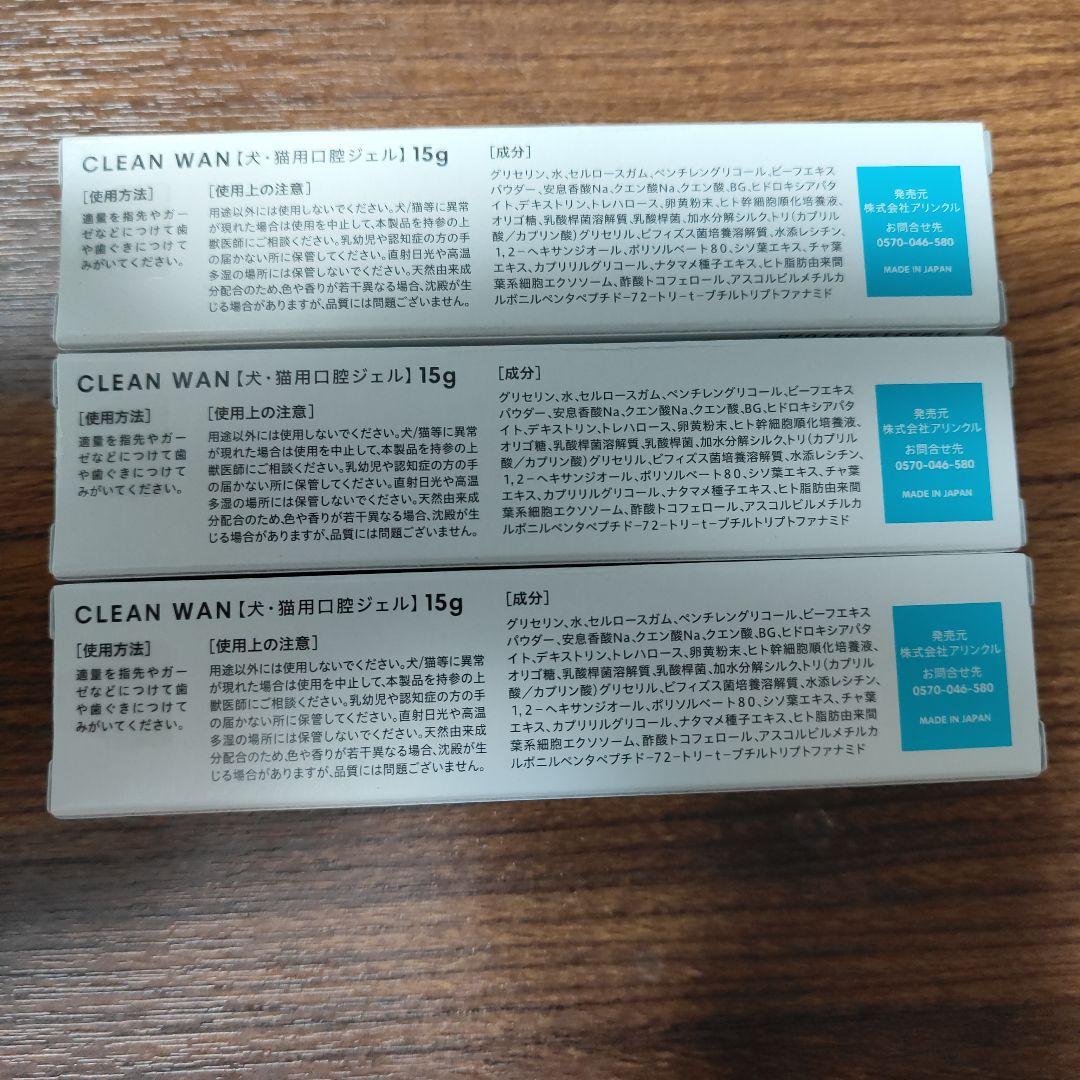 CLEAN WAN【犬・猫用口腔ジェル】15g
[使用方法]
適量を指先やガー
ゼなどにつけて歯
や歯ぐきにつけて
みがいてください。
[使用上の注意]
用途以外には使用しないでください。犬/猫等に異常
が現れた場合は使用を中止して、本製品を持参の上
獣医師にご相談ください。乳幼児や認知症の方の手
の届かない所に保管してください。直射日光や高温
多湿の場所には保管しないでください。天然由来成
分配合のため、色や香りが若干異なる場合、沈殿が生
じる場合がありますが、品質には問題ございません。
[成分]
グリセリン、水、セルロースガム、ペンチレングリコール、ビーフエキス
パウダー、安息香酸Na、クエン酸Na、クエン酸、BG、ヒドロキシアパタ
イト、デキストリン、トレハロース、卵黄粉末、ヒト幹細胞順化培養液、
オリゴ糖、乳酸桿菌溶解質、乳酸桿菌、加水分解シルク、トリ(カプリル
酸/カプリン酸)グリセリル、ビフィズス菌培養溶解質、水添レシチン、
1,2-ヘキサンジオール、ポリソルベート80、シソ葉エキス、チャ葉
エキス、カプリリルグリコール、ナタマメ種子エキス、ヒト脂肪由来間
葉系細胞エクソソーム、酢酸トコフェロール、アスコルビルメチルカ
ルボニルペンタペプチド-72-トリ-t-ブチルトリプトファナミド
発売元
株式会社アリンクル
お問合せ先
0570-046-580
MADE IN JAPAN
CLEAN WAN【犬・猫用口腔ジェル】15g
[使用方法]
適量を指先やガー
ゼなどにつけて歯
や歯ぐきにつけて
みがいてください。
[使用上の注意]
用途以外には使用しないでください。犬/猫等に異常
が現れた場合は使用を中止して、本製品を持参の上
獣医師にご相談ください。乳幼児や認知症の方の手
の届かない所に保管してください。直射日光や高温
多湿の場所には保管しないでください。天然由来成
分配合のため、色や香りが若干異なる場合、沈殿が生
じる場合がありますが、品質には問題ございません。
[成分]
グリセリン、水、セルロースガム、ペンチレングリコール、ビーフエキス
パウダー、安息香酸Na、クエン酸Na、クエン酸、BG、ヒドロキシアパタ
イト、デキストリン、トレハロース、卵黄粉末、ヒト幹細胞順化培養液、
オリゴ糖、乳酸桿菌溶解質、乳酸桿菌、加水分解シルク、トリ(カプリル
酸/カプリン酸)グリセリル、ビフィズス菌培養溶解質、水添レシチン、
1,2-ヘキサンジオール、ポリソルベート80、シソ葉エキス、チャ葉
エキス、カプリリルグリコール、ナタマメ種子エキス、ヒト脂肪由来間
葉系細胞エクソソーム、酢酸トコフェロール、アスコルビルメチルカ
ルボニルペンタペプチド-72-トリ-t-ブチルトリプトファナミド
発売元
株式会社アリンクル
お問合せ先
0570-046-580
MADE IN JAPAN
CLEAN WAN【犬・猫用口腔ジェル】15g
[使用方法]
適量を指先やガー
ゼなどにつけて歯
や歯ぐきにつけて
みがいてください。
[使用上の注意]
用途以外には使用しないでください。犬/猫等に異常
が現れた場合は使用を中止して、本製品を持参の上
獣医師にご相談ください。乳幼児や認知症の方の手
の届かない所に保管してください。直射日光や高温
多湿の場所には保管しないでください。天然由来成
分配合のため、色や香りが若干異なる場合、沈殿が生
じる場合がありますが、品質には問題ございません。
[成分]
グリセリン、水、セルロースガム、ペンチレングリコール、ビーフエキス
パウダー、安息香酸Na、クエン酸Na、クエン酸、BG、ヒドロキシアパタ
イト、デキストリン、トレハロース、卵黄粉末、ヒト幹細胞順化培養液、
オリゴ糖、乳酸桿菌溶解質、乳酸桿菌、加水分解シルク、トリ(カプリル
酸/カプリン酸)グリセリル、ビフィズス菌培養溶解質、水添レシチン、
1,2-ヘキサンジオール、ポリソルベート80、シソ葉エキス、チャ葉
エキス、カプリリルグリコール、ナタマメ種子エキス、ヒト脂肪由来間
葉系細胞エクソソーム、酢酸トコフェロール、アスコルビルメチルカ
ルボニルペンタペプチド-72-トリ-t-ブチルトリプトファナミド
発売元
株式会社アリンクル
お問合せ先
0570-046-580
MADE IN JAPAN